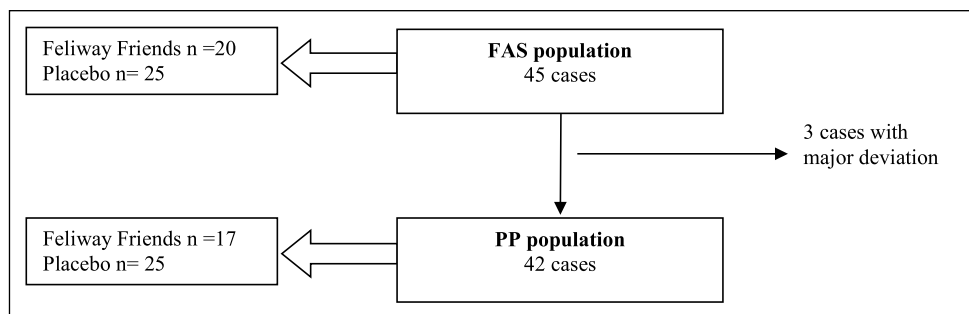 Feliway Friends n =20
Placebo n= 25
FAS population
45 cases
3 cases with
major deviation
Feliway Friends n =17
Placebo n= 25
PP population
42 cases